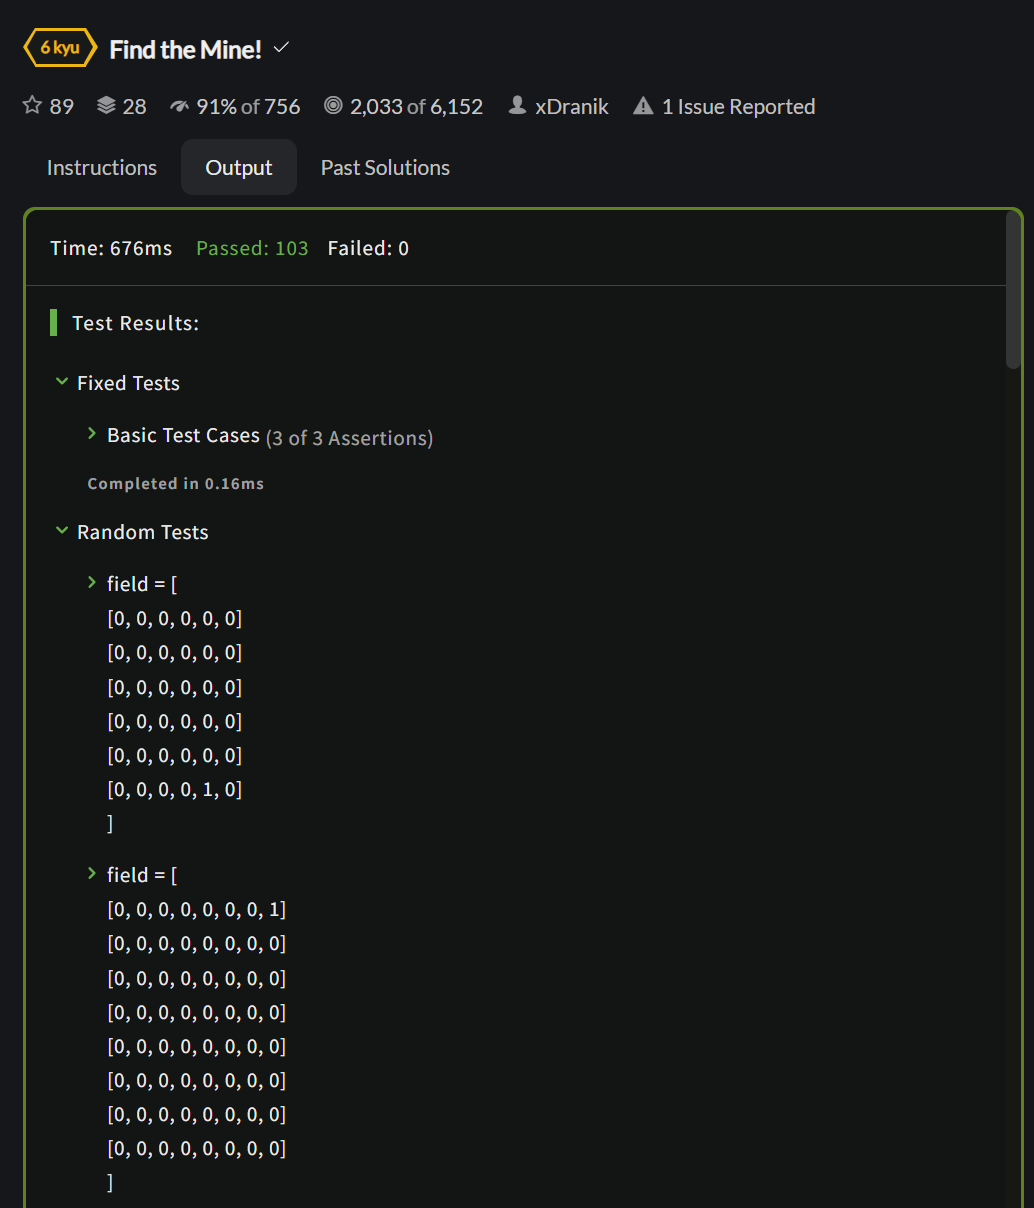 6 kyu Find the Mine!
89 28 91% of 756 2,033 of 6,152 xDranik 1 Issue Reported
Instructions Output Past Solutions
Time: 676ms Passed: 103 Failed: 0
Test Results:
Fixed Tests
Basic Test Cases (3 of 3 Assertions)
Completed in 0.16ms
Random Tests
field = [
[0, 0, 0, 0, 0, 0]
[0, 0, 0, 0, 0, 0]
[0, 0, 0, 0, 0, 0]
[0, 0, 0, 0, 0, 0]
[0, 0, 0, 0, 0, 0]
[0, 0, 0, 0, 1, 0]
]
field = [
[0, 0, 0, 0, 0, 0, 0, 1]
[0, 0, 0, 0, 0, 0, 0, 0]
[0, 0, 0, 0, 0, 0, 0, 0]
[0, 0, 0, 0, 0, 0, 0, 0]
[0, 0, 0, 0, 0, 0, 0, 0]
[0, 0, 0, 0, 0, 0, 0, 0]
[0, 0, 0, 0, 0, 0, 0, 0]
[0, 0, 0, 0, 0, 0, 0, 0]
]